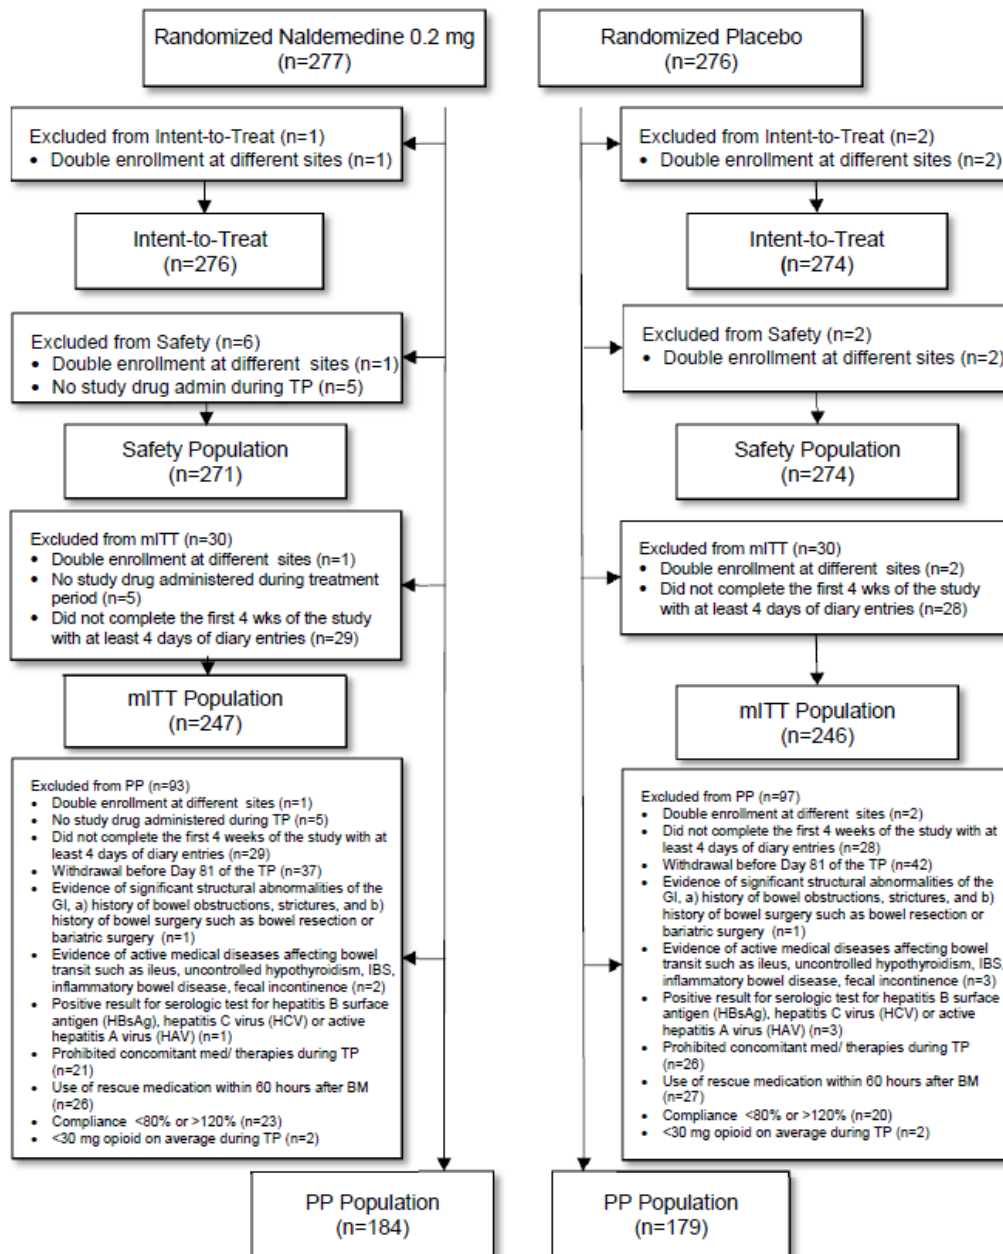 Randomized Naldemedine 0.2 mg
(n=277)
Randomized Placebo
(n=276)
Excluded from Intent-to-Treat (n=1)
• Double enrollment at different sites (n=1)
Excluded from Intent-to-Treat (n=2)
• Double enrollment at different sites (n=2)
Intent-to-Treat
(n=276)
Intent-to-Treat
(n=274)
Excluded from Safety (n=6)
• Double enrollment at different sites (n=1)
• No study drug admin during TP (n=5)
Excluded from Safety (n=2)
• Double enrollment at different sites (n=2)
Safety Population
(n=271)
Safety Population
(n=274)
Excluded from mITT (n=30)
• Double enrollment at different sites (n=1)
• No study drug administered during treatment
period (n=5)
• Did not complete the first 4 wks of the study
with at least 4 days of diary entries (n=29)
Excluded from mITT (n=30)
• Double enrollment at different sites (n=2)
• Did not complete the first 4 wks of the study
with at least 4 days of diary entries (n=28)
mITT Population
(n=247)
mITT Population
(n=246)
Excluded from PP (n=93)
• Double enrollment at different sites (n=1)
• No study drug administered during TP (n=5)
• Did not complete the first 4 weeks of the study with at
least 4 days of diary entries (n=29)
• Withdrawal before Day 81 of the TP (n=37)
• Evidence of significant structural abnormalities of the
GI, a) history of bowel obstructions, strictures, and b)
history of bowel surgery such as bowel resection or
bariatric surgery (n=1)
• Evidence of active medical diseases affecting bowel
transit such as ileus, uncontrolled hypothyroidism, IBS,
inflammatory bowel disease, fecal incontinence (n=2)
• Positive result for serologic test for hepatitis B surface
antigen (HBsAg), hepatitis C virus (HCV) or active
hepatitis A virus (HAV) (n=1)
• Prohibited concomitant med/ therapies during TP
(n=21)
• Use of rescue medication within 60 hours after BM
(n=26)
• Compliance <80% or >120% (n=23)
• <30 mg opioid on average during TP (n=2)
Excluded from PP (n=97)
• Double enrollment at different sites (n=2)
• Did not complete the first 4 weeks of the study with at
least 4 days of diary entries (n=28)
• Withdrawal before Day 81 of the TP (n=42)
• Evidence of significant structural abnormalities of the
GI, a) history of bowel obstructions, strictures, and b)
history of bowel surgery such as bowel resection or
bariatric surgery (n=1)
• Evidence of active medical diseases affecting bowel
transit such as ileus, uncontrolled hypothyroidism, IBS,
inflammatory bowel disease, fecal incontinence (n=3)
• Positive result for serologic test for hepatitis B surface
antigen (HBsAg), hepatitis C virus (HCV) or active
hepatitis A virus (HAV) (n=3)
• Prohibited concomitant med/ therapies during TP
(n=26)
• Use of rescue medication within 60 hours after BM
(n=27)
• Compliance <80% or >120% (n=20)
• <30 mg opioid on average during TP (n=2)
PP Population
(n=184)
PP Population
(n=179)